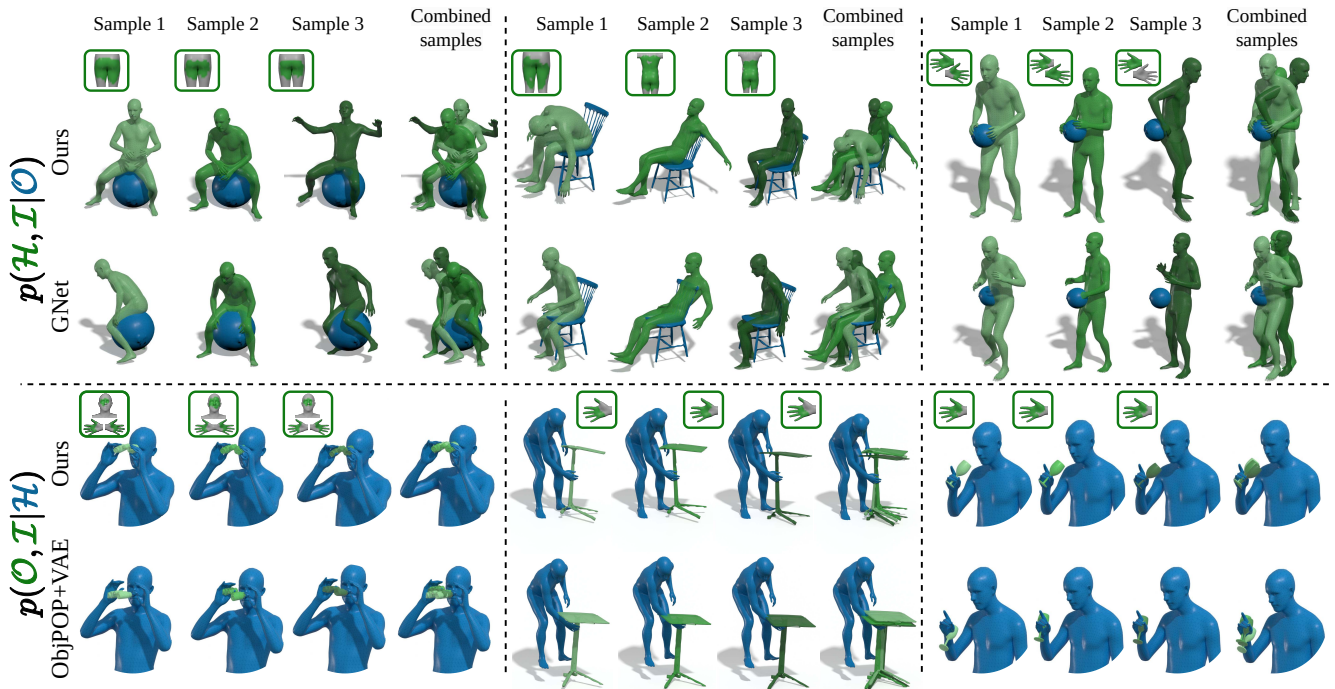 Sample 1 Sample 2 Sample 3 Combined samples
Sample 1 Sample 2 Sample 3 Combined samples
Sample 1 Sample 2 Sample 3 Combined samples
p(H, I|O)
Ours
GNet
p(O, I|H)
Ours
ObjPOP+VAE